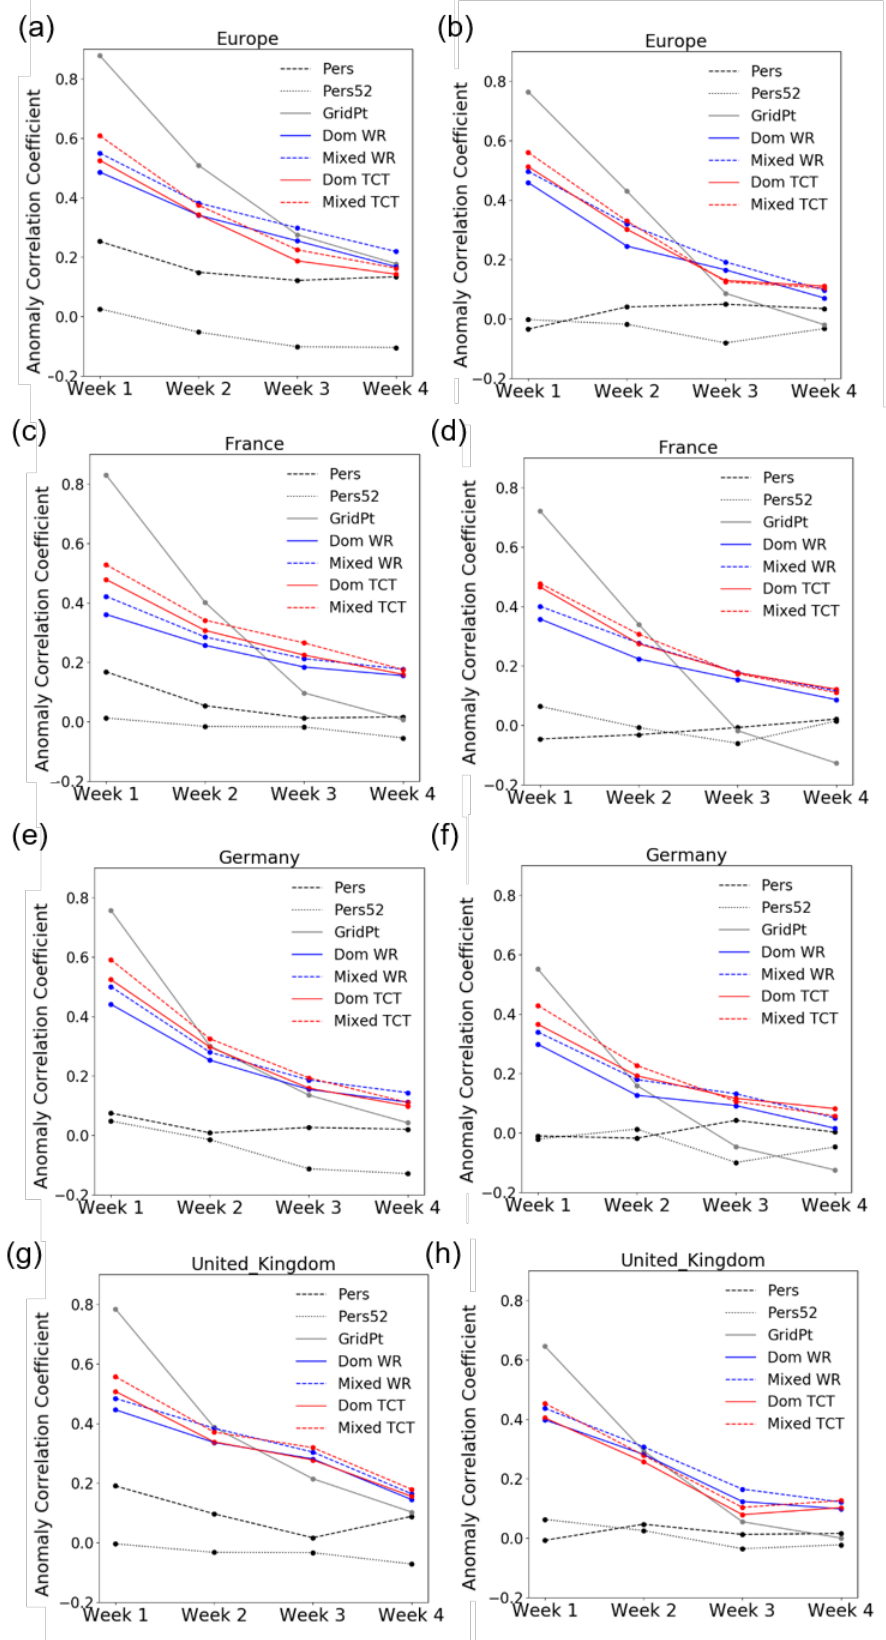 (a)
Europe
Anomaly Correlation Coefficient
0.8
0.6
0.4
0.2
0.0
−0.2
Pers
Pers52
GridPt
Dom WR
Mixed WR
Dom TCT
Mixed TCT
Week 1 Week 2 Week 3 Week 4
(b)
Europe
Anomaly Correlation Coefficient
0.8
0.6
0.4
0.2
0.0
−0.2
Pers
Pers52
GridPt
Dom WR
Mixed WR
Dom TCT
Mixed TCT
Week 1 Week 2 Week 3 Week 4
(c)
France
Anomaly Correlation Coefficient
0.8
0.6
0.4
0.2
0.0
−0.2
Pers
Pers52
GridPt
Dom WR
Mixed WR
Dom TCT
Mixed TCT
Week 1 Week 2 Week 3 Week 4
(d)
France
Anomaly Correlation Coefficient
0.8
0.6
0.4
0.2
0.0
−0.2
Pers
Pers52
GridPt
Dom WR
Mixed WR
Dom TCT
Mixed TCT
Week 1 Week 2 Week 3 Week 4
(e)
Germany
Anomaly Correlation Coefficient
0.8
0.6
0.4
0.2
0.0
−0.2
Pers
Pers52
GridPt
Dom WR
Mixed WR
Dom TCT
Mixed TCT
Week 1 Week 2 Week 3 Week 4
(f)
Germany
Anomaly Correlation Coefficient
0.8
0.6
0.4
0.2
0.0
−0.2
Pers
Pers52
GridPt
Dom WR
Mixed WR
Dom TCT
Mixed TCT
Week 1 Week 2 Week 3 Week 4
(g)
United_Kingdom
Anomaly Correlation Coefficient
0.8
0.6
0.4
0.2
0.0
−0.2
Pers
Pers52
GridPt
Dom WR
Mixed WR
Dom TCT
Mixed TCT
Week 1 Week 2 Week 3 Week 4
(h)
United_Kingdom
Anomaly Correlation Coefficient
0.8
0.6
0.4
0.2
0.0
−0.2
Pers
Pers52
GridPt
Dom WR
Mixed WR
Dom TCT
Mixed TCT
Week 1 Week 2 Week 3 Week 4